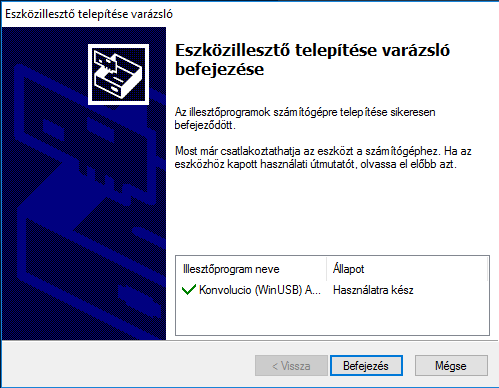 Eszközillesztő telepítése varázsló
Eszközillesztő telepítése varázsló
befejezése
Az illesztőprogramok számítógépre telepítése sikeresen
befejeződött.
Most már csatlakoztathatja az eszközt a számítógéphez. Ha az
eszközhöz kapott használati útmutatót, olvassa el előbb azt.
Illesztőprogram neve Állapot
Konvolucio (WinUSB) A... Használatra kész
< Vissza Befejezés Mégse